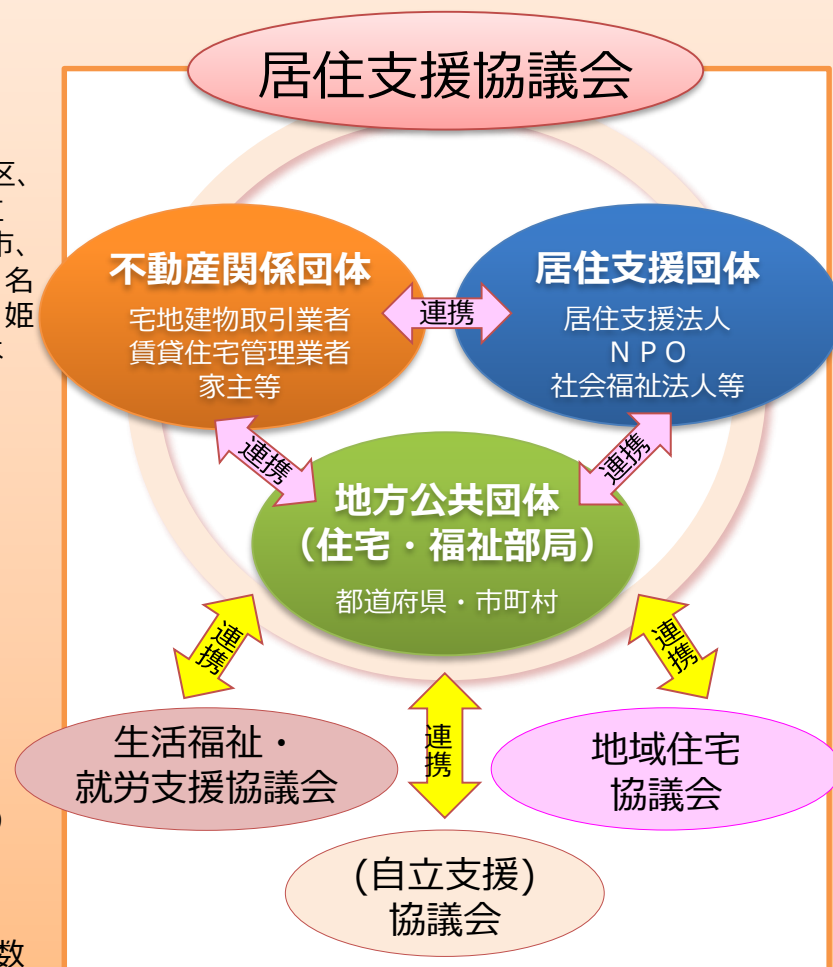 居住支援協議会
区、
市、
名
姫
不動産関係団体
宅地建物取引業者
賃貸住宅管理業者
家主等
連携
居住支援団体
居住支援法人
ＮＰＯ
社会福祉法人等
連携
連携
地方公共団体
（住宅・福祉部局）
都道府県・市町村
連携
連携
連携
生活福祉・
就労支援協議会
地域住宅
協議会
)
(自立支援)
協議会
数